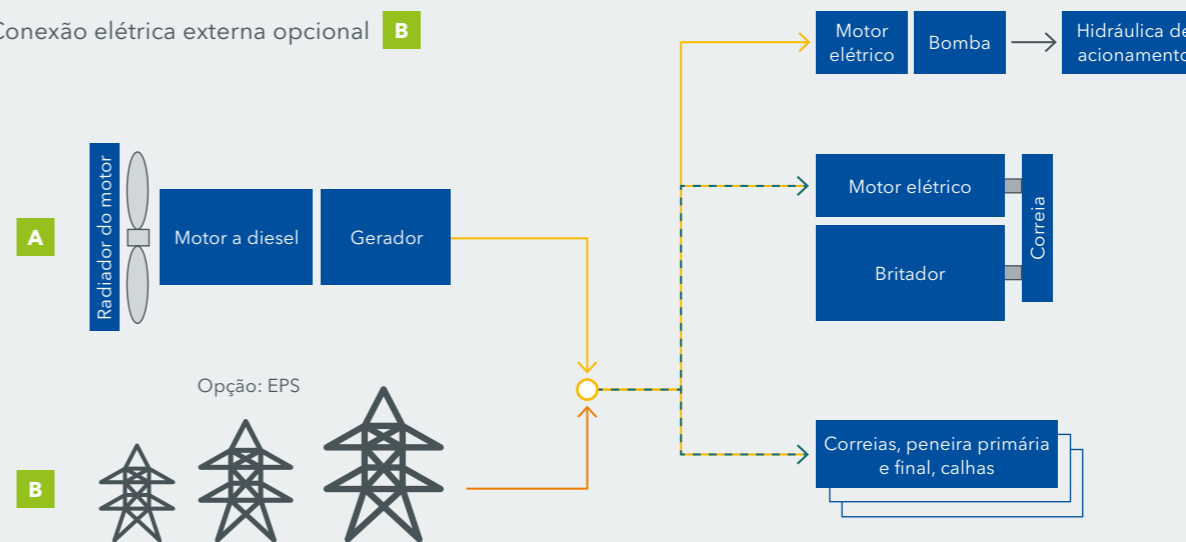 Conexão elétrica externa opcional B
Motor
elétrico
Bomba
Hidráulica de
acionamento
A
Radiador do motor
Motor a diesel
Gerador
Motor elétrico
Britador
Correia
Opção: EPS
B
Correias, peneira primária
e final, calhas